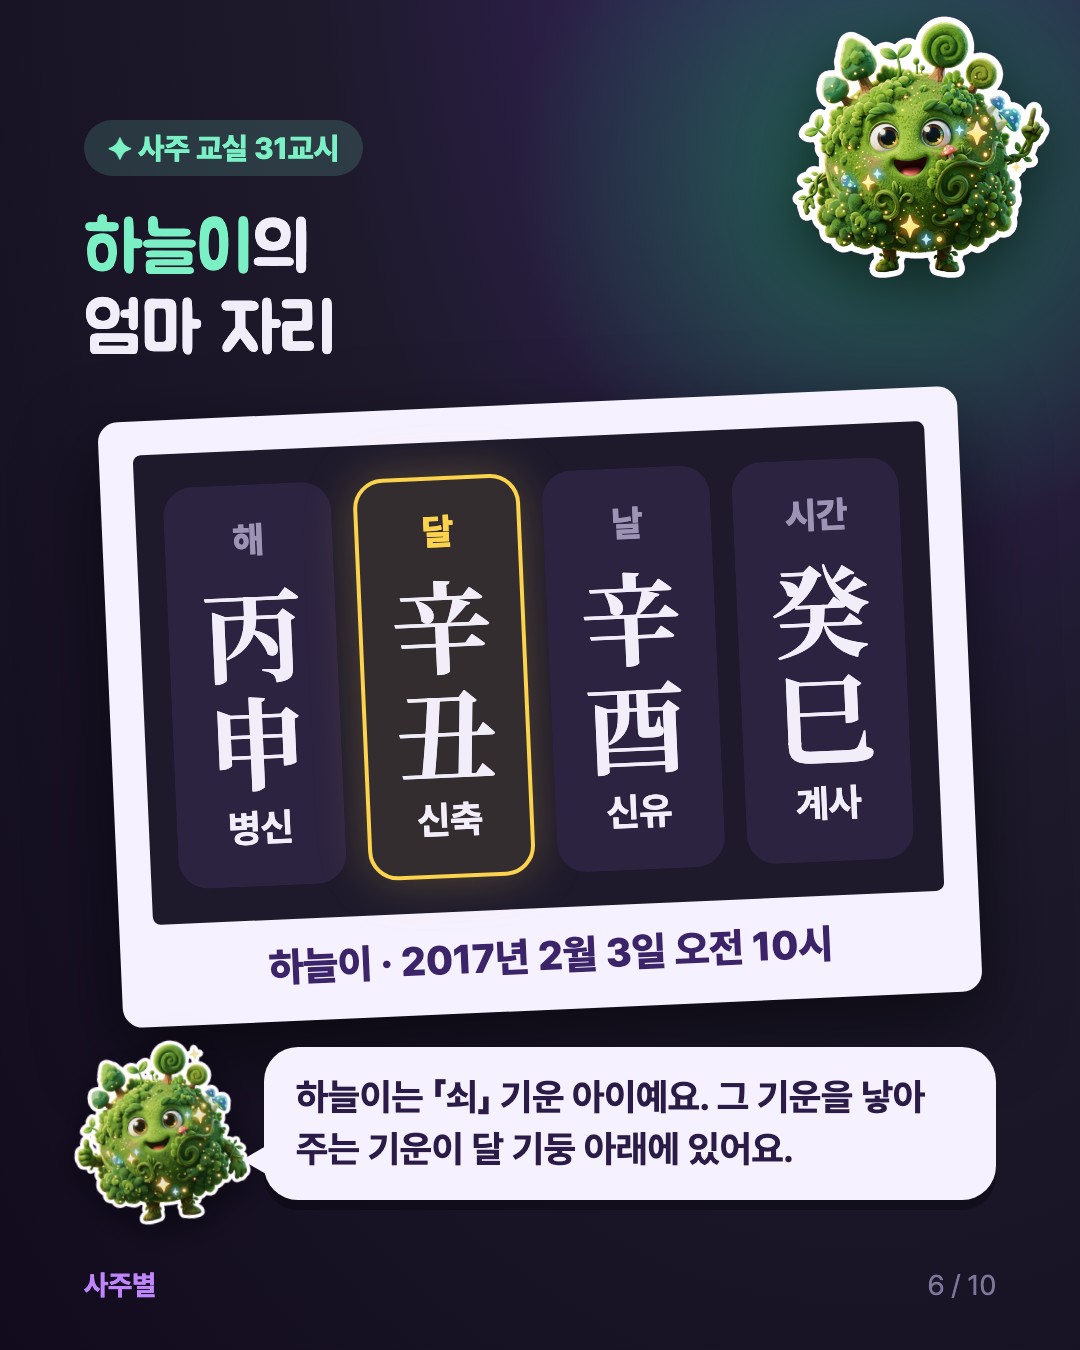 사주 교실 31교시
하늘이의
엄마 자리
해
丙
申
병신
달
辛
丑
신축
날
辛
酉
신유
시간
癸
巳
계사
하늘이 · 2017년 2월 3일 오전 10시
하늘이는 「쇠」 기운 아이예요. 그 기운을 낳아
주는 기운이 달 기둥 아래에 있어요.
사주별
6 / 10